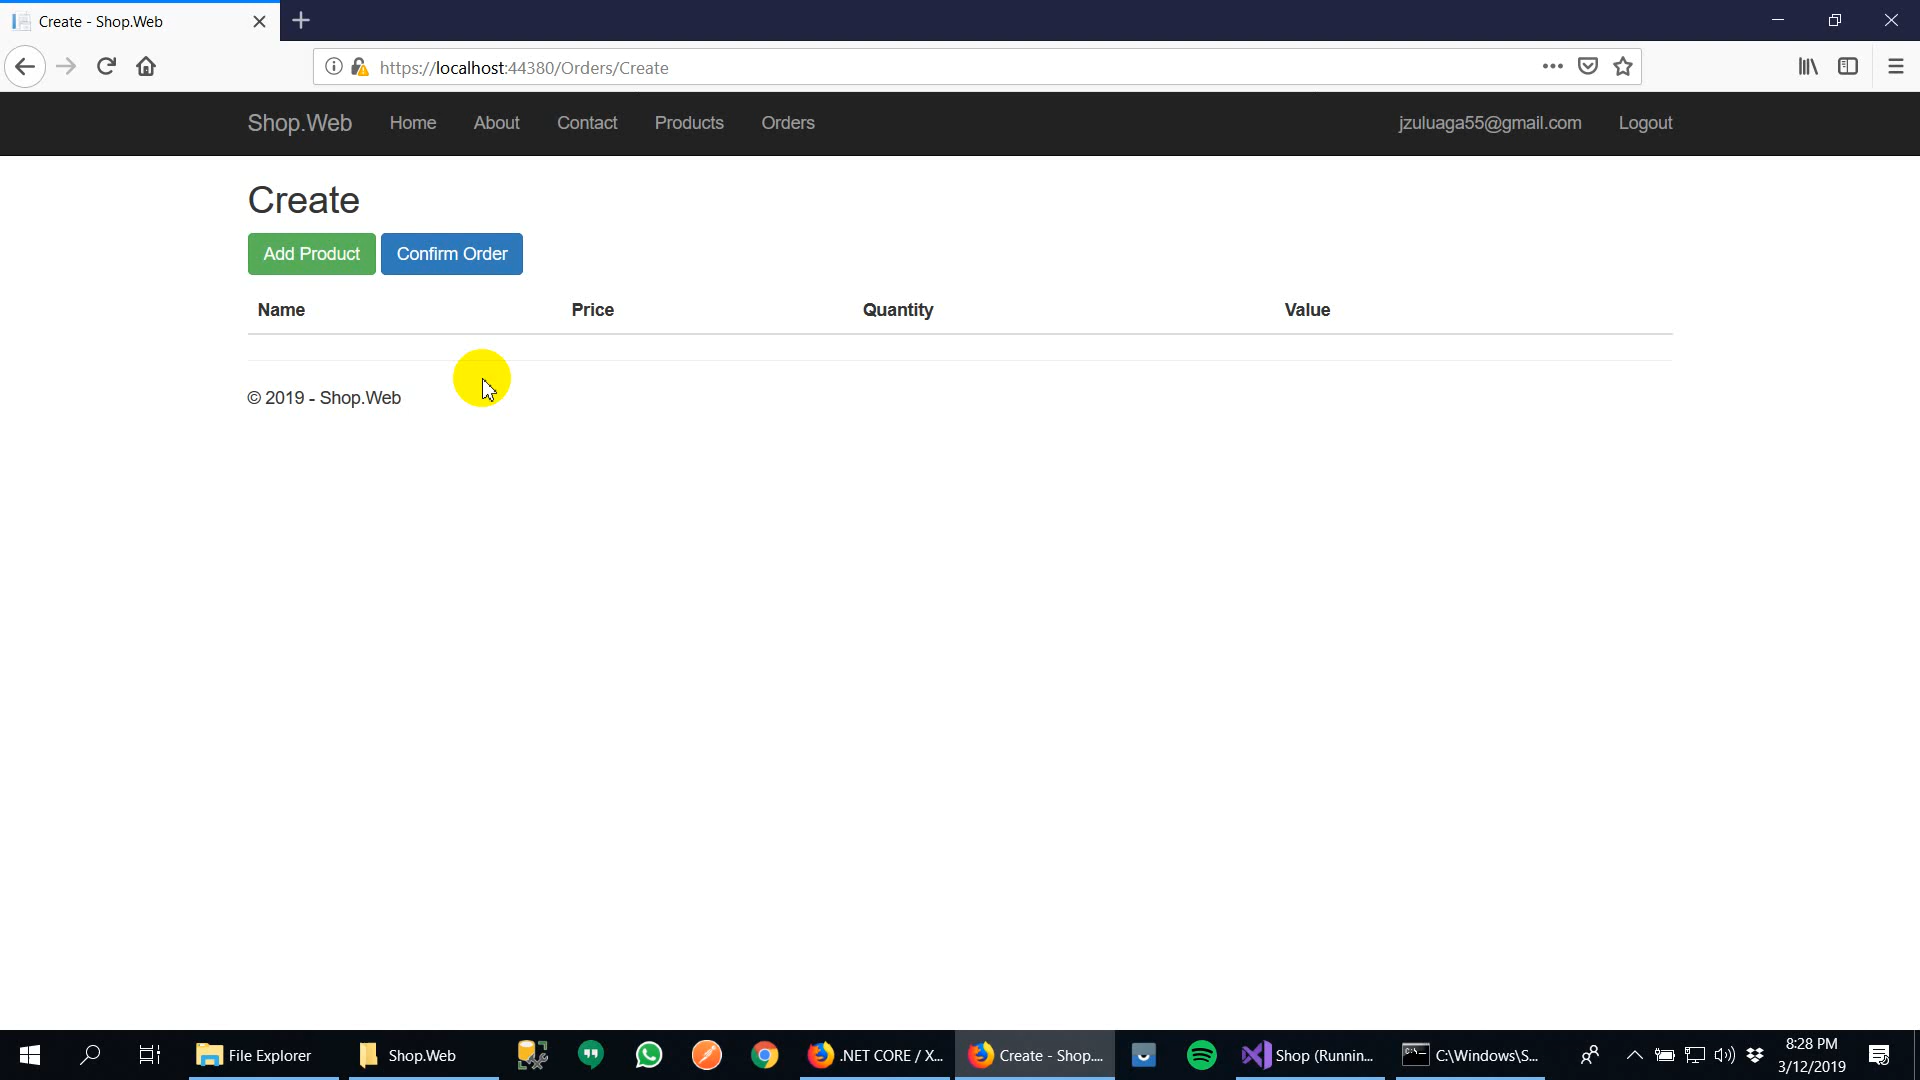 Create - Shop.Web
https://localhost:44380/Orders/Create
Shop.Web Home About Contact Products Orders jzuluaga55@gmail.com Logout
Create
Add Product Confirm Order
Name Price Quantity Value
© 2019 - Shop.Web
File Explorer Shop.Web .NET CORE / X... Create - Shop.... Shop (Runnin... C:\Windows\S... 8:28 PM
3/12/2019